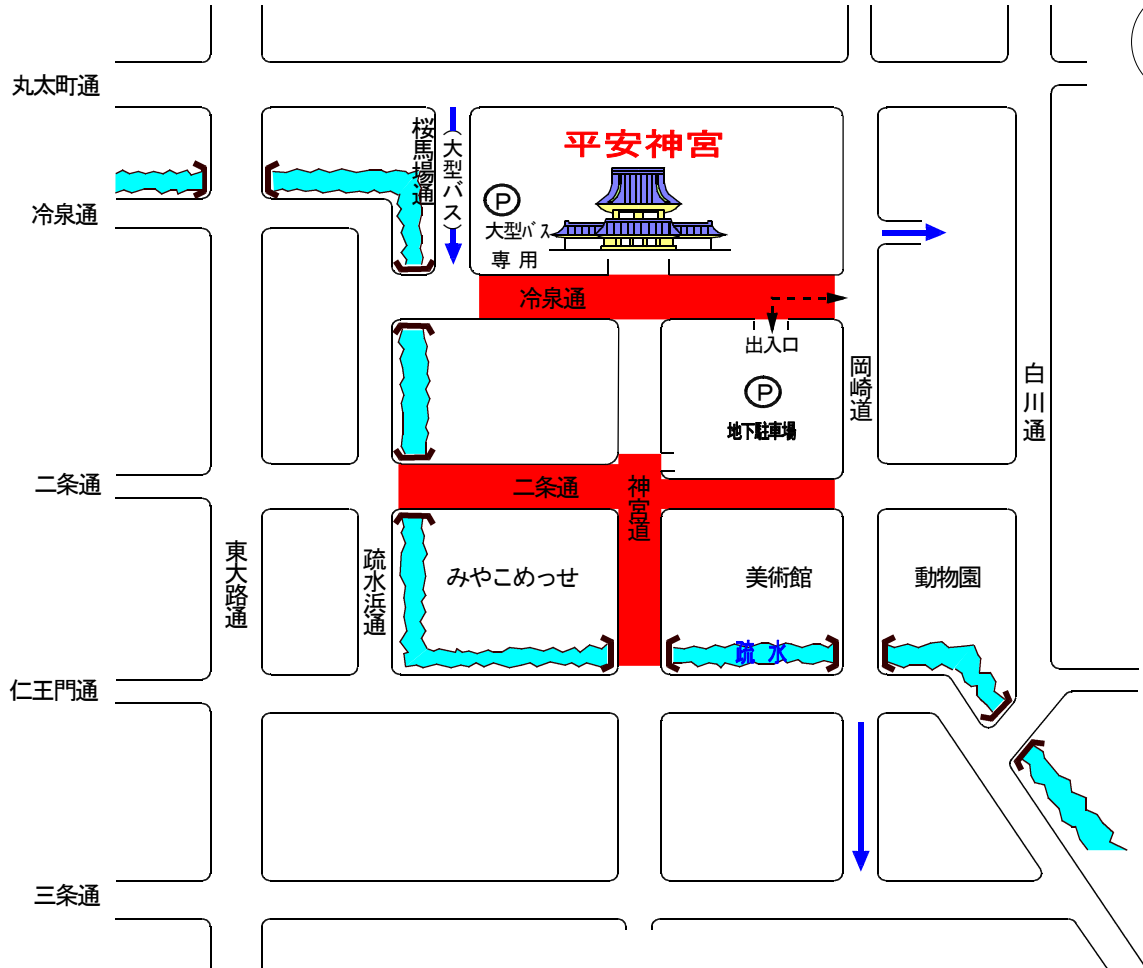 丸太町通
桜馬場通
（大型バス）
平安神宮
P
大型バス
専用
冷泉通
冷泉通
出入口
P
地下駐車場
岡崎道
白川通
二条通
二条通
神宮道
東大路通
疏水浜通
みやこめっせ
美術館
動物園
疏水
仁王門通
三条通